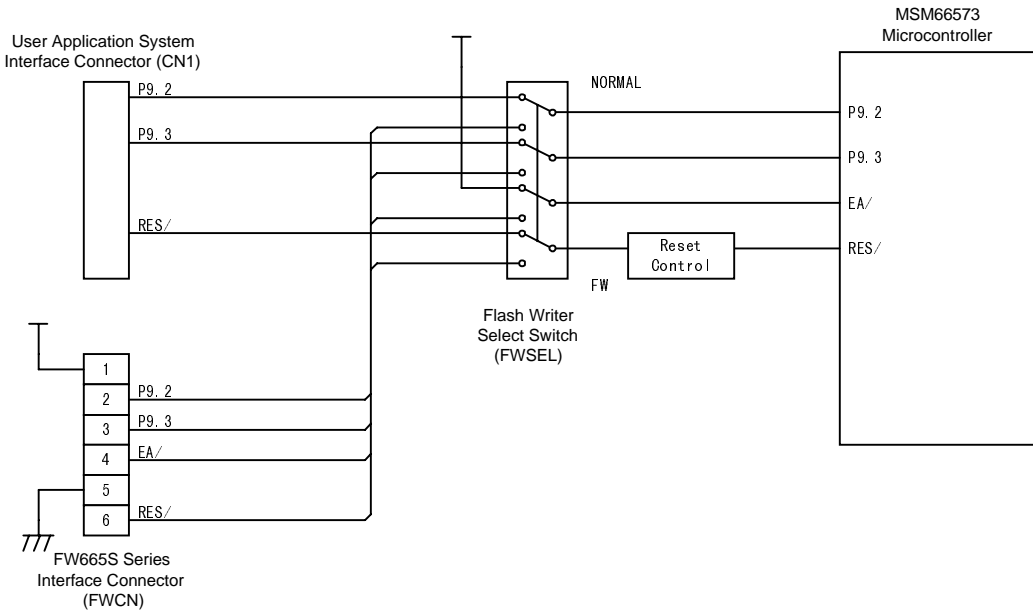 MSM66573
Microcontroller
User Application System
Interface Connector (CN1)
P9. 2
P9. 3
RES/
NORMAL
FW
P9. 2
P9. 3
EA/
RES/
Reset
Control
Flash Writer
Select Switch
(FWSEL)
1
2
3
4
5
6
P9. 2
P9. 3
EA/
RES/
FW665S Series
Interface Connector
(FWCN)